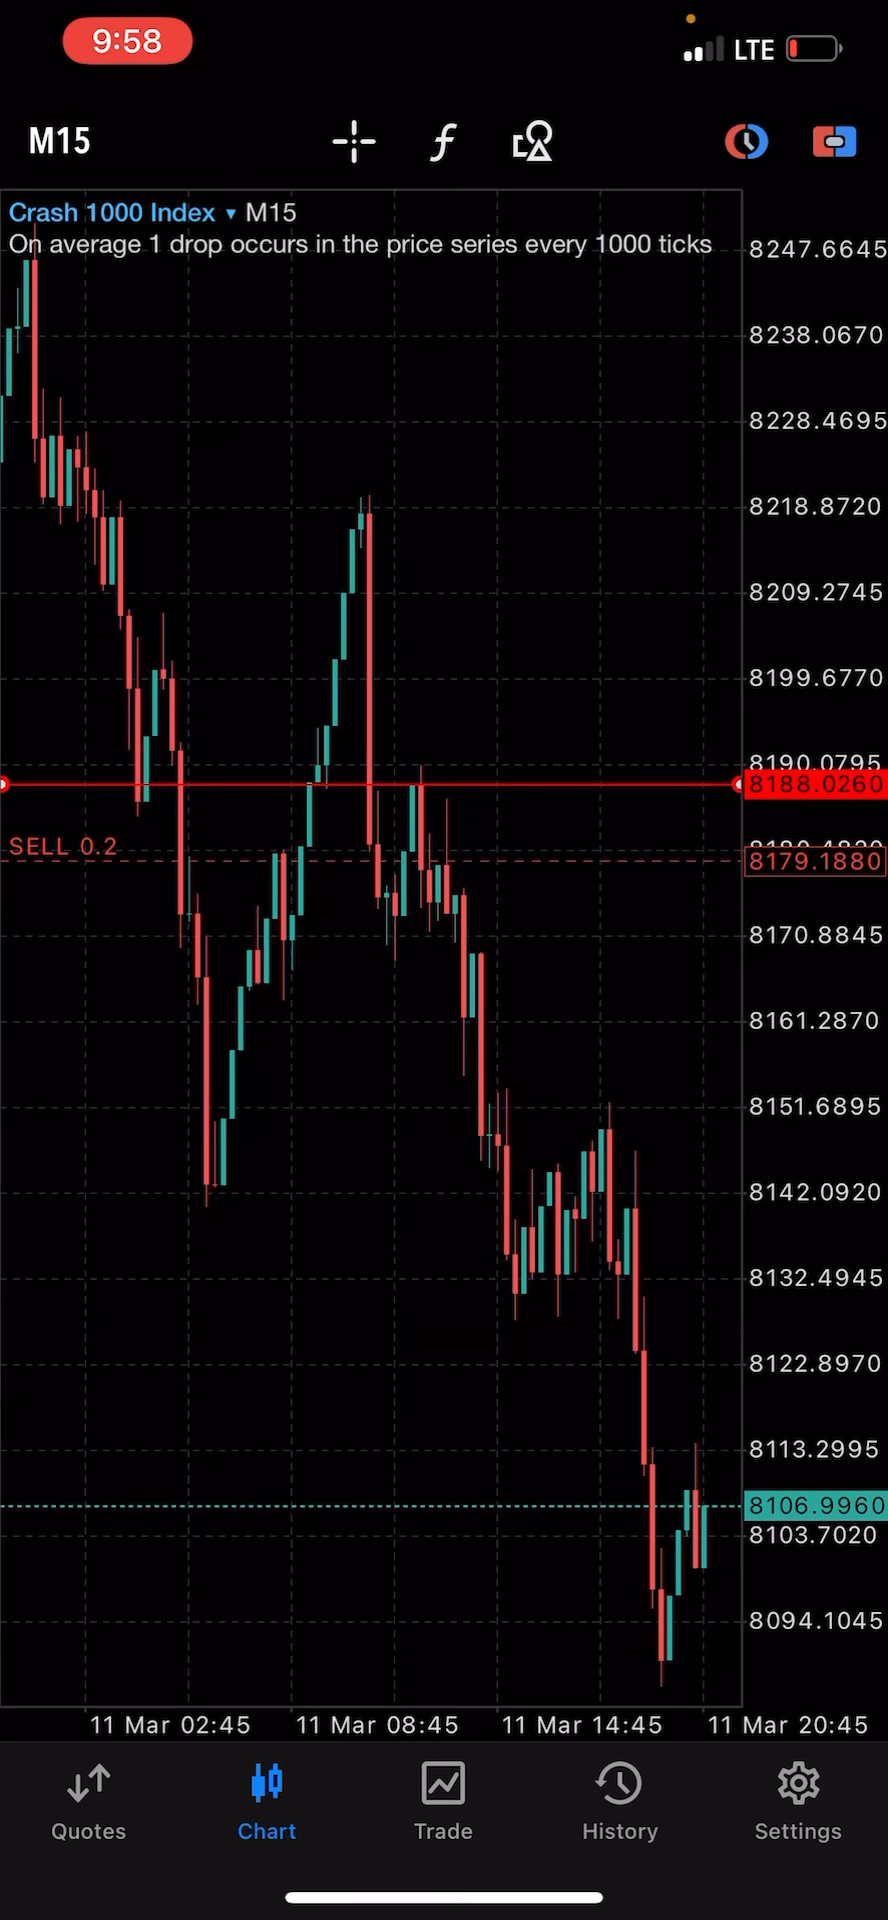 9:58
LTE
M15
f
Crash 1000 Index ▾ M15
On average 1 drop occurs in the price series every 1000 ticks
8247.6645
8238.0670
8228.4695
8218.8720
8209.2745
8199.6770
8190.0795
8188.0260
SELL 0.2
8180.4820
8179.1880
8170.8845
8161.2870
8151.6895
8142.0920
8132.4945
8122.8970
8113.2995
8106.9960
8103.7020
8094.1045
11 Mar 02:45 11 Mar 08:45 11 Mar 14:45 11 Mar 20:45
Quotes Chart Trade History Settings